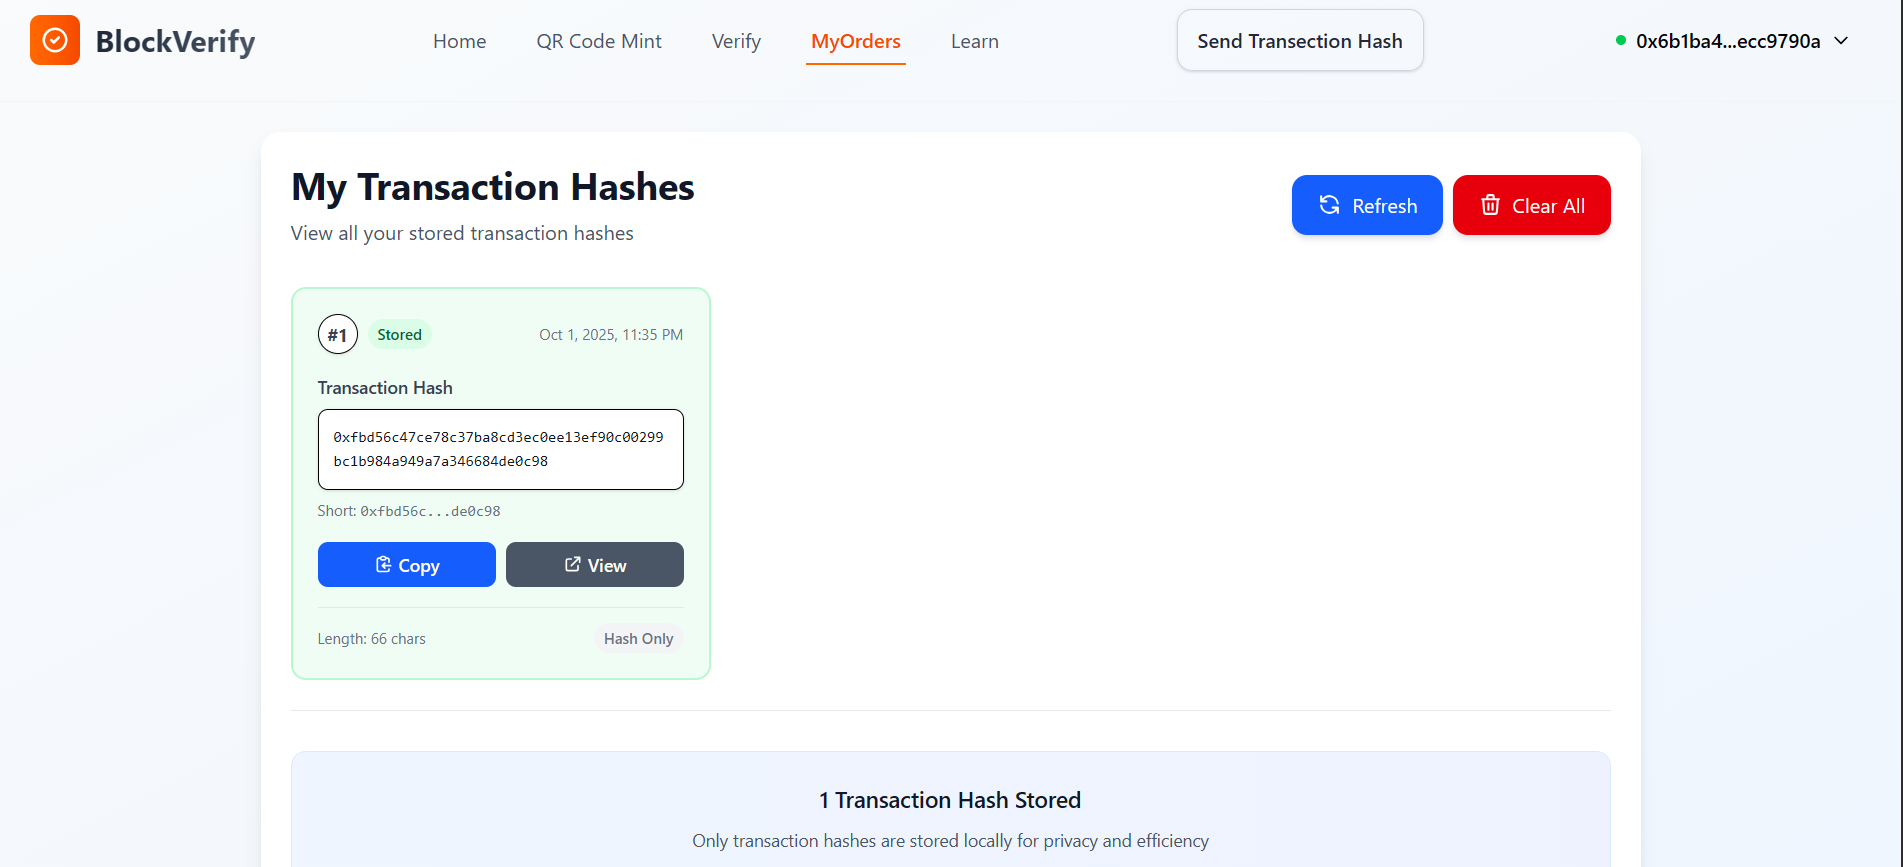 BlockVerify
Home
QR Code Mint
Verify
MyOrders
Learn
Send Transection Hash
0x6b1ba4...ecc9790a
My Transaction Hashes
View all your stored transaction hashes
Refresh
Clear All
#1
Stored
Oct 1, 2025, 11:35 PM
Transaction Hash
0xfbd56c47ce78c37ba8cd3ec0ee13ef90c00299
bc1b984a949a7a346684de0c98
Short: 0xfbd56c...de0c98
Copy
View
Length: 66 chars
Hash Only
1 Transaction Hash Stored
Only transaction hashes are stored locally for privacy and efficiency